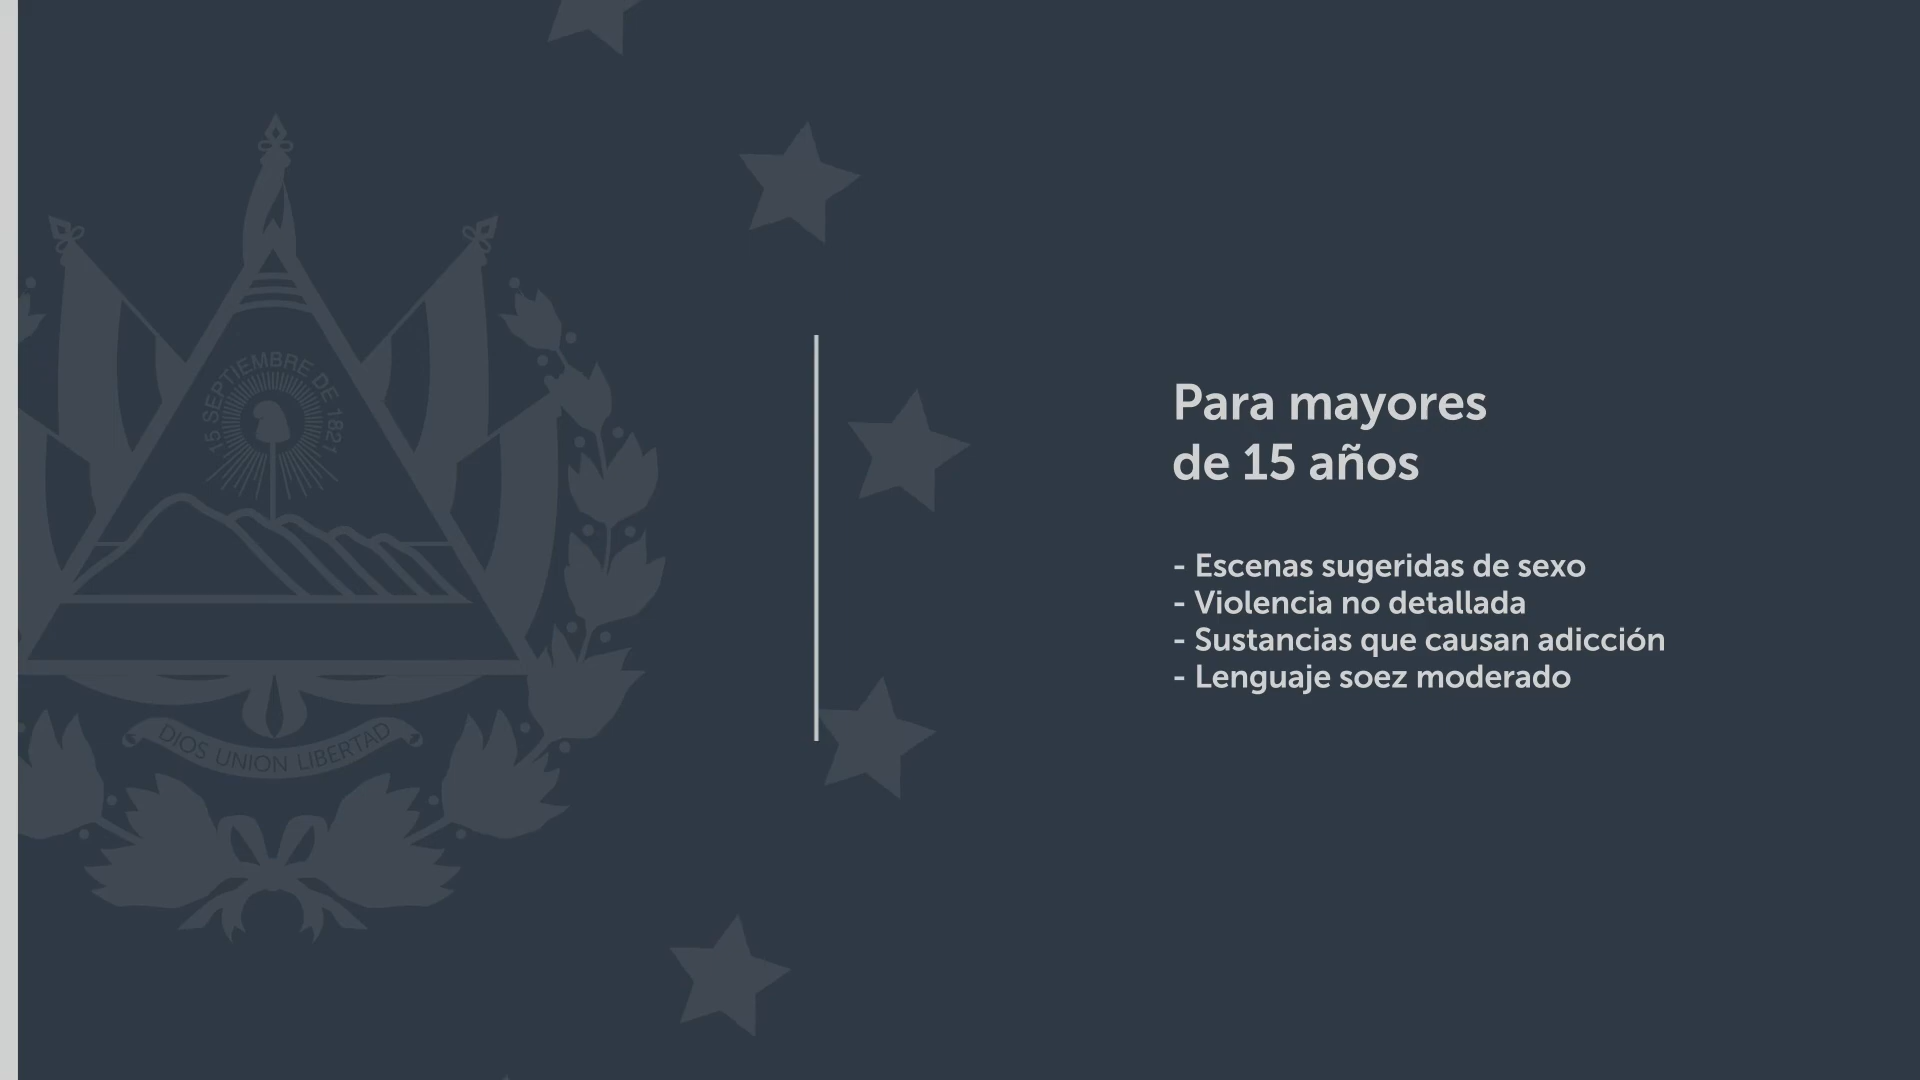 15 SEPTIEMBRE DE 1821
DIOS UNION LIBERTAD
Para mayores
de 15 años
- Escenas sugeridas de sexo
- Violencia no detallada
- Sustancias que causan adicción
- Lenguaje soez moderado